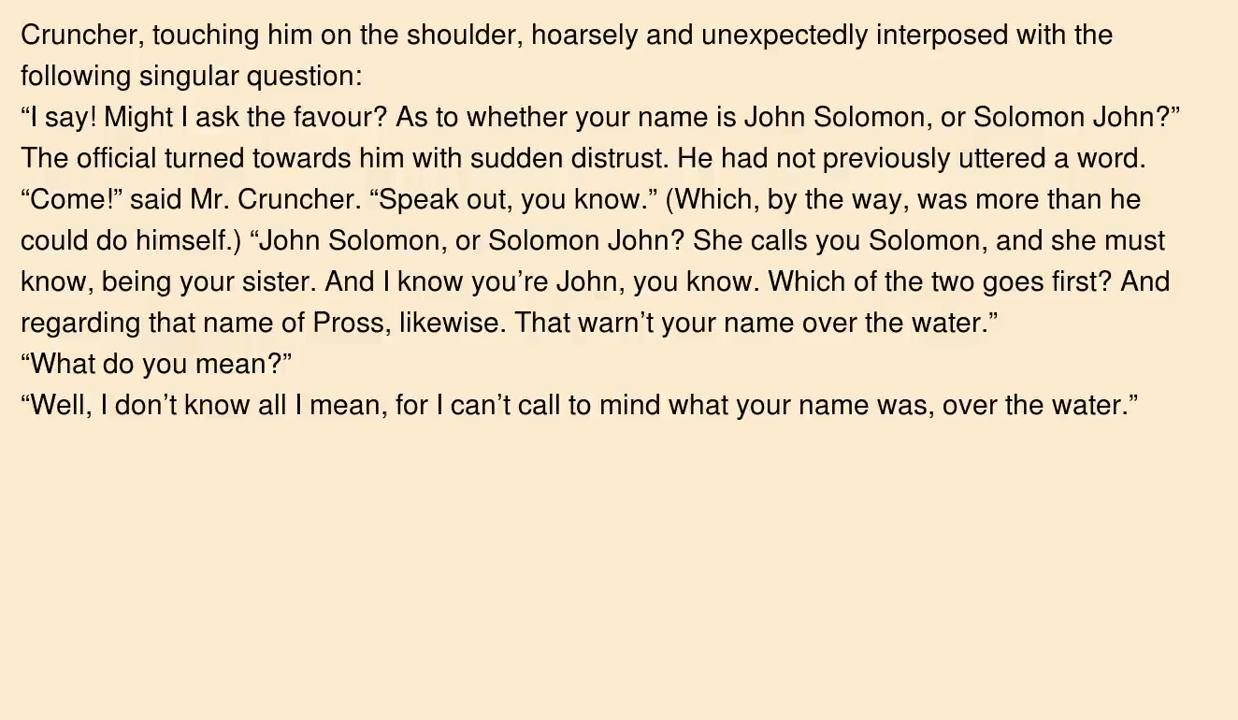 Cruncher, touching him on the shoulder, hoarsely and unexpectedly interposed with the
following singular question:
“I say! Might I ask the favour? As to whether your name is John Solomon, or Solomon John?”
The official turned towards him with sudden distrust. He had not previously uttered a word.
“Come!” said Mr. Cruncher. “Speak out, you know.” (Which, by the way, was more than he
could do himself.) “John Solomon, or Solomon John? She calls you Solomon, and she must
know, being your sister. And I know you’re John, you know. Which of the two goes first? And
regarding that name of Pross, likewise. That warn’t your name over the water.”
“What do you mean?”
“Well, I don’t know all I mean, for I can’t call to mind what your name was, over the water.”